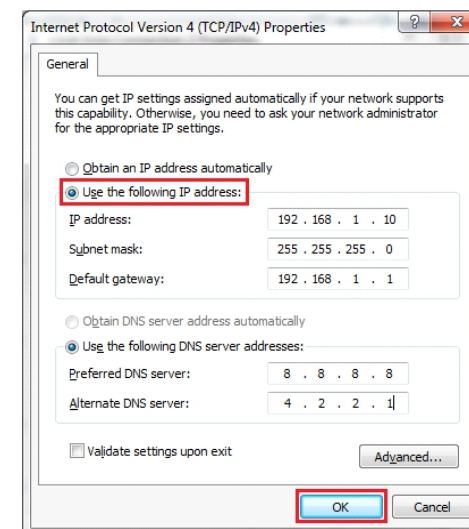 Internet Protocol Version 4 (TCP/IPv4) Properties
General
You can get IP settings assigned automatically if your network supports
this capability. Otherwise, you need to ask your network administrator
for the appropriate IP settings.
Obtain an IP address automatically
Use the following IP address:
IP address: 192 . 168 . 1 . 10
Subnet mask: 255 . 255 . 255 . 0
Default gateway: 192 . 168 . 1 . 1
Obtain DNS server address automatically
Use the following DNS server addresses:
Preferred DNS server: 8 . 8 . 8 . 8
Alternate DNS server: 4 . 2 . 2 . 1
Validate settings upon exit
Advanced...
OK Cancel